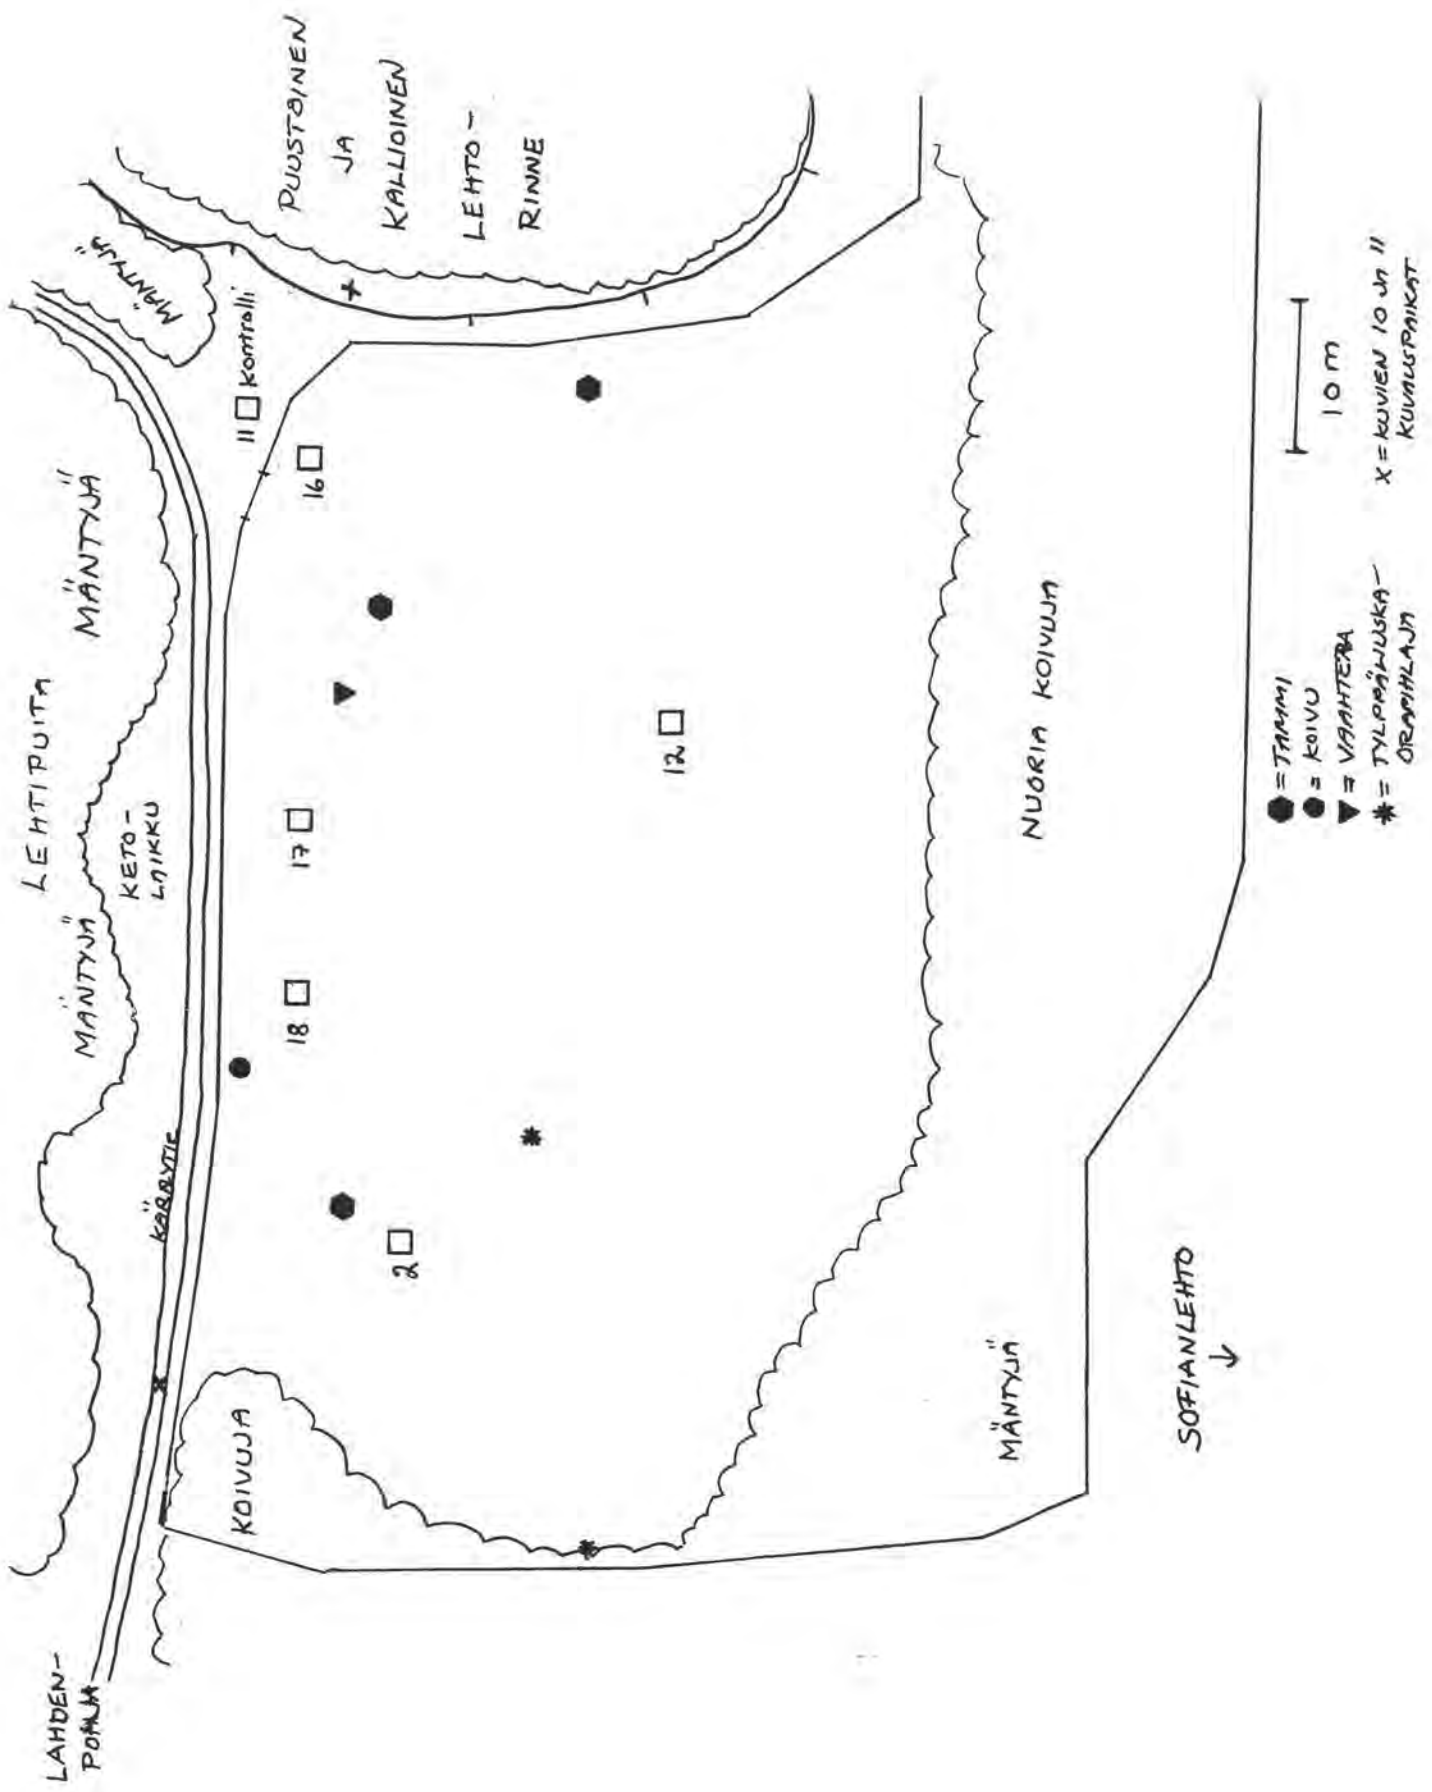 LAHDEN-
POHJA
KÄRRYTIE
LEHTIPUITA
MÄNTYJÄ
MÄNTYJÄ
KETO-
LAIKKU
MÄNTYJÄ
PUUSTOINEN
JA
KALLIOINEN
LEHTO-
RINNE
KOIVUJA
2
18
17
16
11 kontrolli
12
NUORIA KOIVUJA
MÄNTYJÄ
SOFIANLEHTO
↓
= TAMMI
= KOIVU
= VAAHTERA
* = TYLPPÄLIUSKA-
ORAPIHLAJA
10 m
X = KUVIEN 10 JA 11
KUVAUSPAIKAT